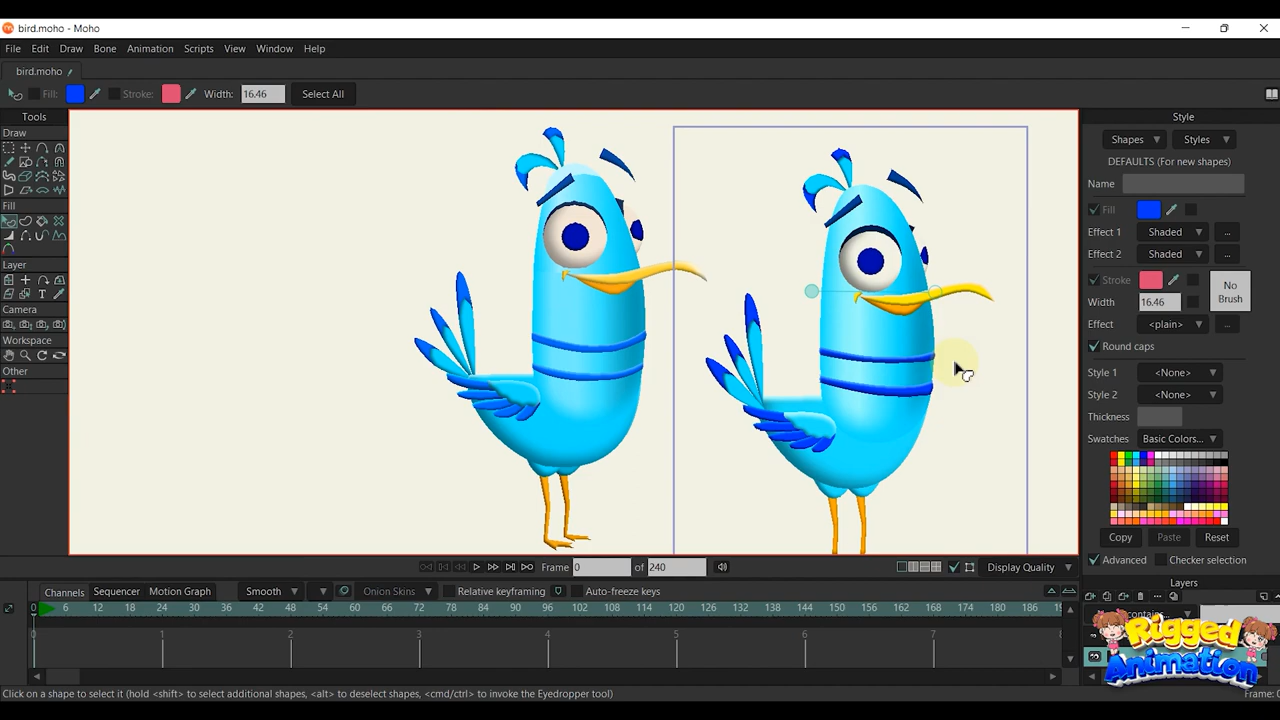 bird.moho - Moho
File Edit Draw Bone Animation Scripts View Window Help
bird.moho
Fill: Stroke: Width: 16.46 Select All
Tools
Draw
Fill
Layer
Camera
Workspace
Other
Style
Shapes Styles
DEFAULTS (For new shapes)
Name
Fill
Effect 1 Shaded ...
Effect 2 Shaded ...
Stroke
No
Width 16.46 Brush
Effect <plain> ...
Round caps
Style 1 <None>
Style 2 <None>
Thickness
Swatches Basic Colors...
Copy Paste Reset
Advanced Checker selection
Layers
Frame 0 of 240 Display Quality
Channels Sequencer Motion Graph Smooth Onion Skins Relative keyframing Auto-freeze keys
0 6 12 18 24 30 36 42 48 54 60 66 72 78 84 90 96 102 108 114 120 126 132 138 144 150 156 162 168 174 180 186
0 1 2 3 4 5 6 7
Rigged
Animation
Click on a shape to select it (hold <shift> to select additional shapes, <alt> to deselect shapes, <cmd/ctrl> to invoke the Eyedropper tool) Frame: